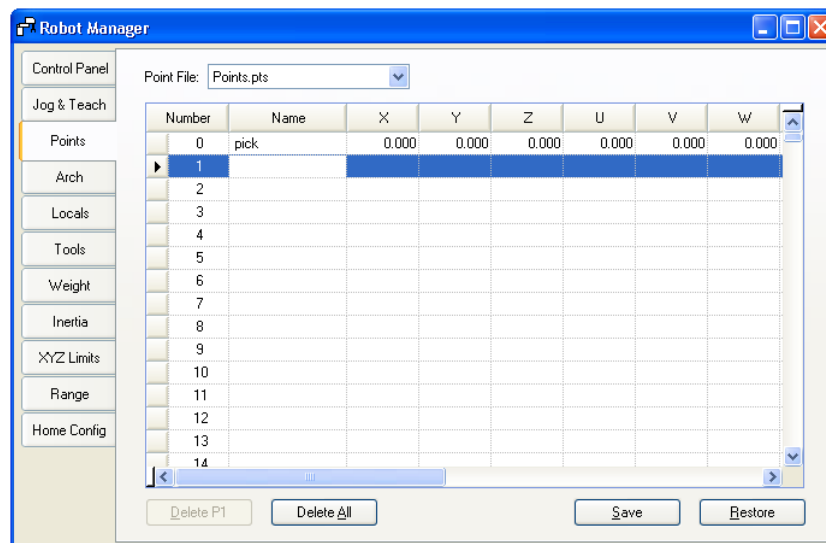 Robot Manager
Control Panel
Jog & Teach
Points
Arch
Locals
Tools
Weight
Inertia
XYZ Limits
Range
Home Config
Point File: Points.pts
Number Name X Y Z U V W
0 pick 0.000 0.000 0.000 0.000 0.000 0.000
1
2
3
4
5
6
7
8
9
10
11
12
13
14
Delete P1 Delete All Save Restore